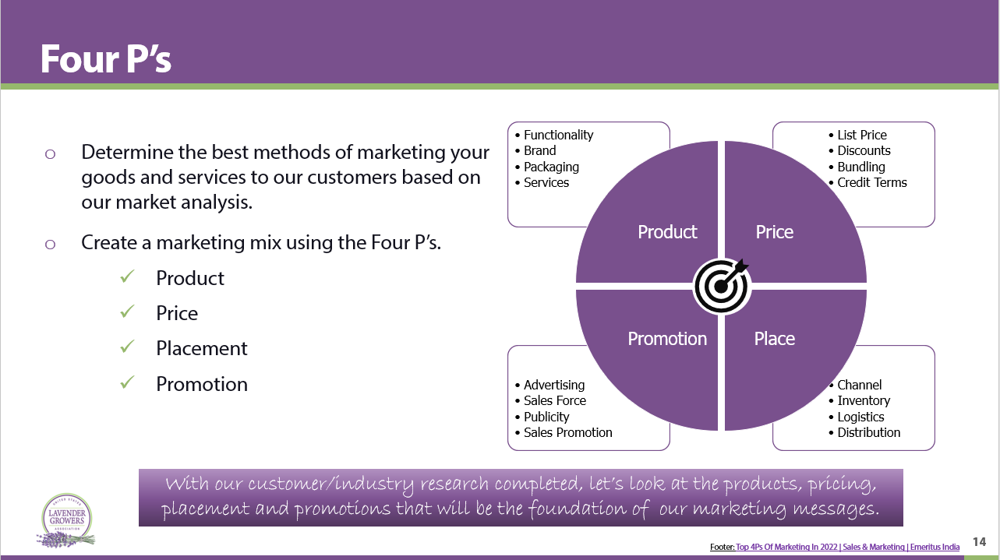 Four P’s
o Determine the best methods of marketing your
goods and services to our customers based on
our market analysis.
o Create a marketing mix using the Four P’s.
✓ Product
✓ Price
✓ Placement
✓ Promotion
• Functionality
• Brand
• Packaging
• Services
• List Price
• Discounts
• Bundling
• Credit Terms
Product
Price
Promotion
Place
• Advertising
• Sales Force
• Publicity
• Sales Promotion
• Channel
• Inventory
• Logistics
• Distribution
With our customer/industry research completed, let’s look at the products, pricing,
placement and promotions that will be the foundation of our marketing messages.
UNITED STATES
LAVENDER
GROWERS
ASSOCIATION
Footer: Top 4Ps Of Marketing In 2022 | Sales & Marketing | Emeritus India
14